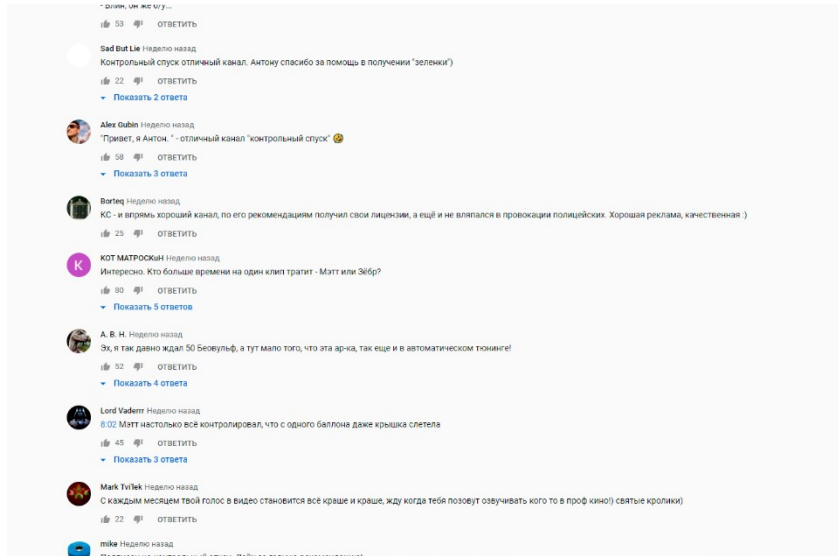 - Блин, он же б/у...
53 ОТВЕТИТЬ
Sad But Lie Неделю назад
Контрольный спуск отличный канал. Антону спасибо за помощь в получении "зеленки")
22 ОТВЕТИТЬ
Показать 2 ответа
Alex Gubin Неделю назад
"Привет, я Антон. " - отличный канал "контрольный спуск" 🤣
58 ОТВЕТИТЬ
Показать 3 ответа
Borteq Неделю назад
КС - и впрямь хороший канал, по его рекомендациям получил свои лицензии, а ещё и не вляпался в провокации полицейских. Хорошая реклама, качественная :)
25 ОТВЕТИТЬ
К
КОТ МАТРОСКиН Неделю назад
Интересно. Кто больше времени на один клип тратит - Мэтт или Зёбр?
80 ОТВЕТИТЬ
Показать 5 ответов
А. В. Н. Неделю назад
Эх, я так давно ждал 50 Беовульф, а тут мало того, что эта ар-ка, так еще и в автоматическом тюнинге!
52 ОТВЕТИТЬ
Показать 4 ответа
Lord Vaderrr Неделю назад
8:02 Мэтт настолько всё контролировал, что с одного баллона даже крышка слетела
45 ОТВЕТИТЬ
Показать 3 ответа
Mark Tvi'lek Неделю назад
С каждым месяцем твой голос в видео становится всё краше и краше, жду когда тебя позовут озвучивать кого то в проф кино!) святые кролики)
22 ОТВЕТИТЬ
mike Неделю назад